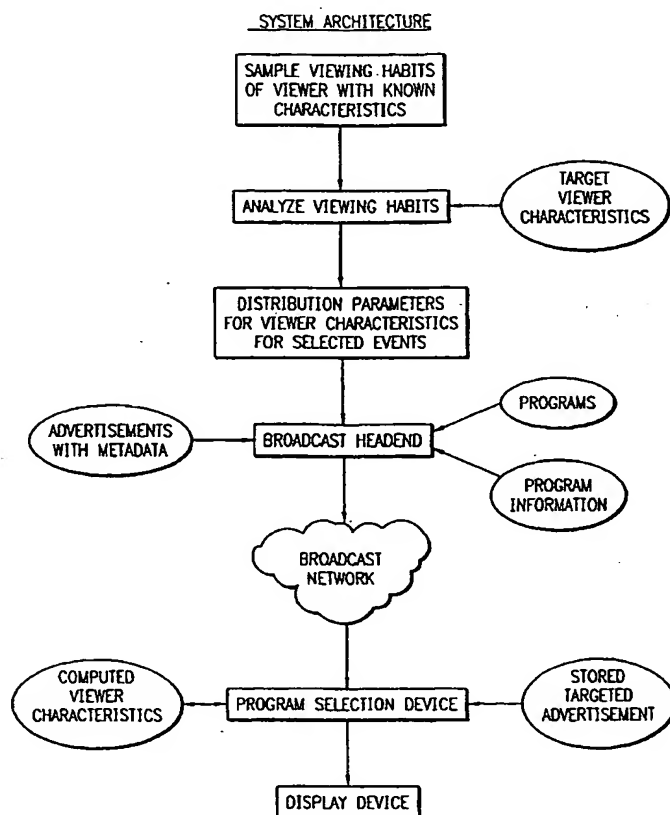 SYSTEM ARCHITECTURE
SAMPLE VIEWING HABITS
OF VIEWER WITH KNOWN
CHARACTERISTICS
ANALYZE VIEWING HABITS
TARGET
VIEWER
CHARACTERISTICS
DISTRIBUTION PARAMETERS
FOR VIEWER CHARACTERISTICS
FOR SELECTED EVENTS
ADVERTISEMENTS
WITH METADATA
BROADCAST HEADEND
PROGRAMS
PROGRAM
INFORMATION
BROADCAST
NETWORK
COMPUTED
VIEWER
CHARACTERISTICS
PROGRAM SELECTION DEVICE
STORED
TARGETED
ADVERTISEMENT
DISPLAY DEVICE